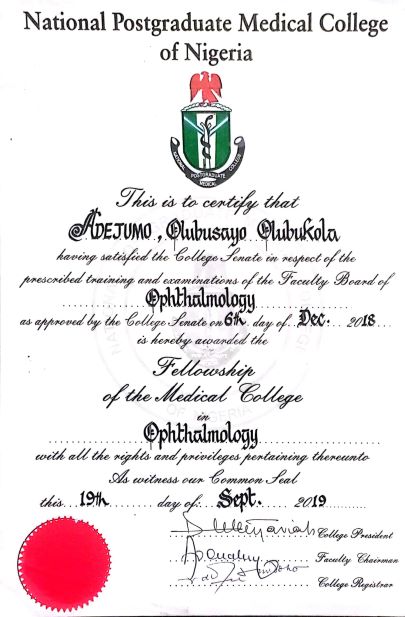 National Postgraduate Medical College
of Nigeria
NATIONAL POSTGRADUATE MEDICAL COLLEGE
This is to certify that
ADEJUMO, Olubusayo Olubukola
having satisfied the College Senate in respect of the
prescribed training and examinations of the Faculty Board of
Ophthalmology
as approved by the College Senate on 6th day of Dec. 2018
is hereby awarded the
Fellowship
of the Medical College
in
Ophthalmology
with all the rights and privileges pertaining thereunto
As witness our Common Seal
this 19th day of Sept. 2019
College President
Faculty Chairman
College Registrar